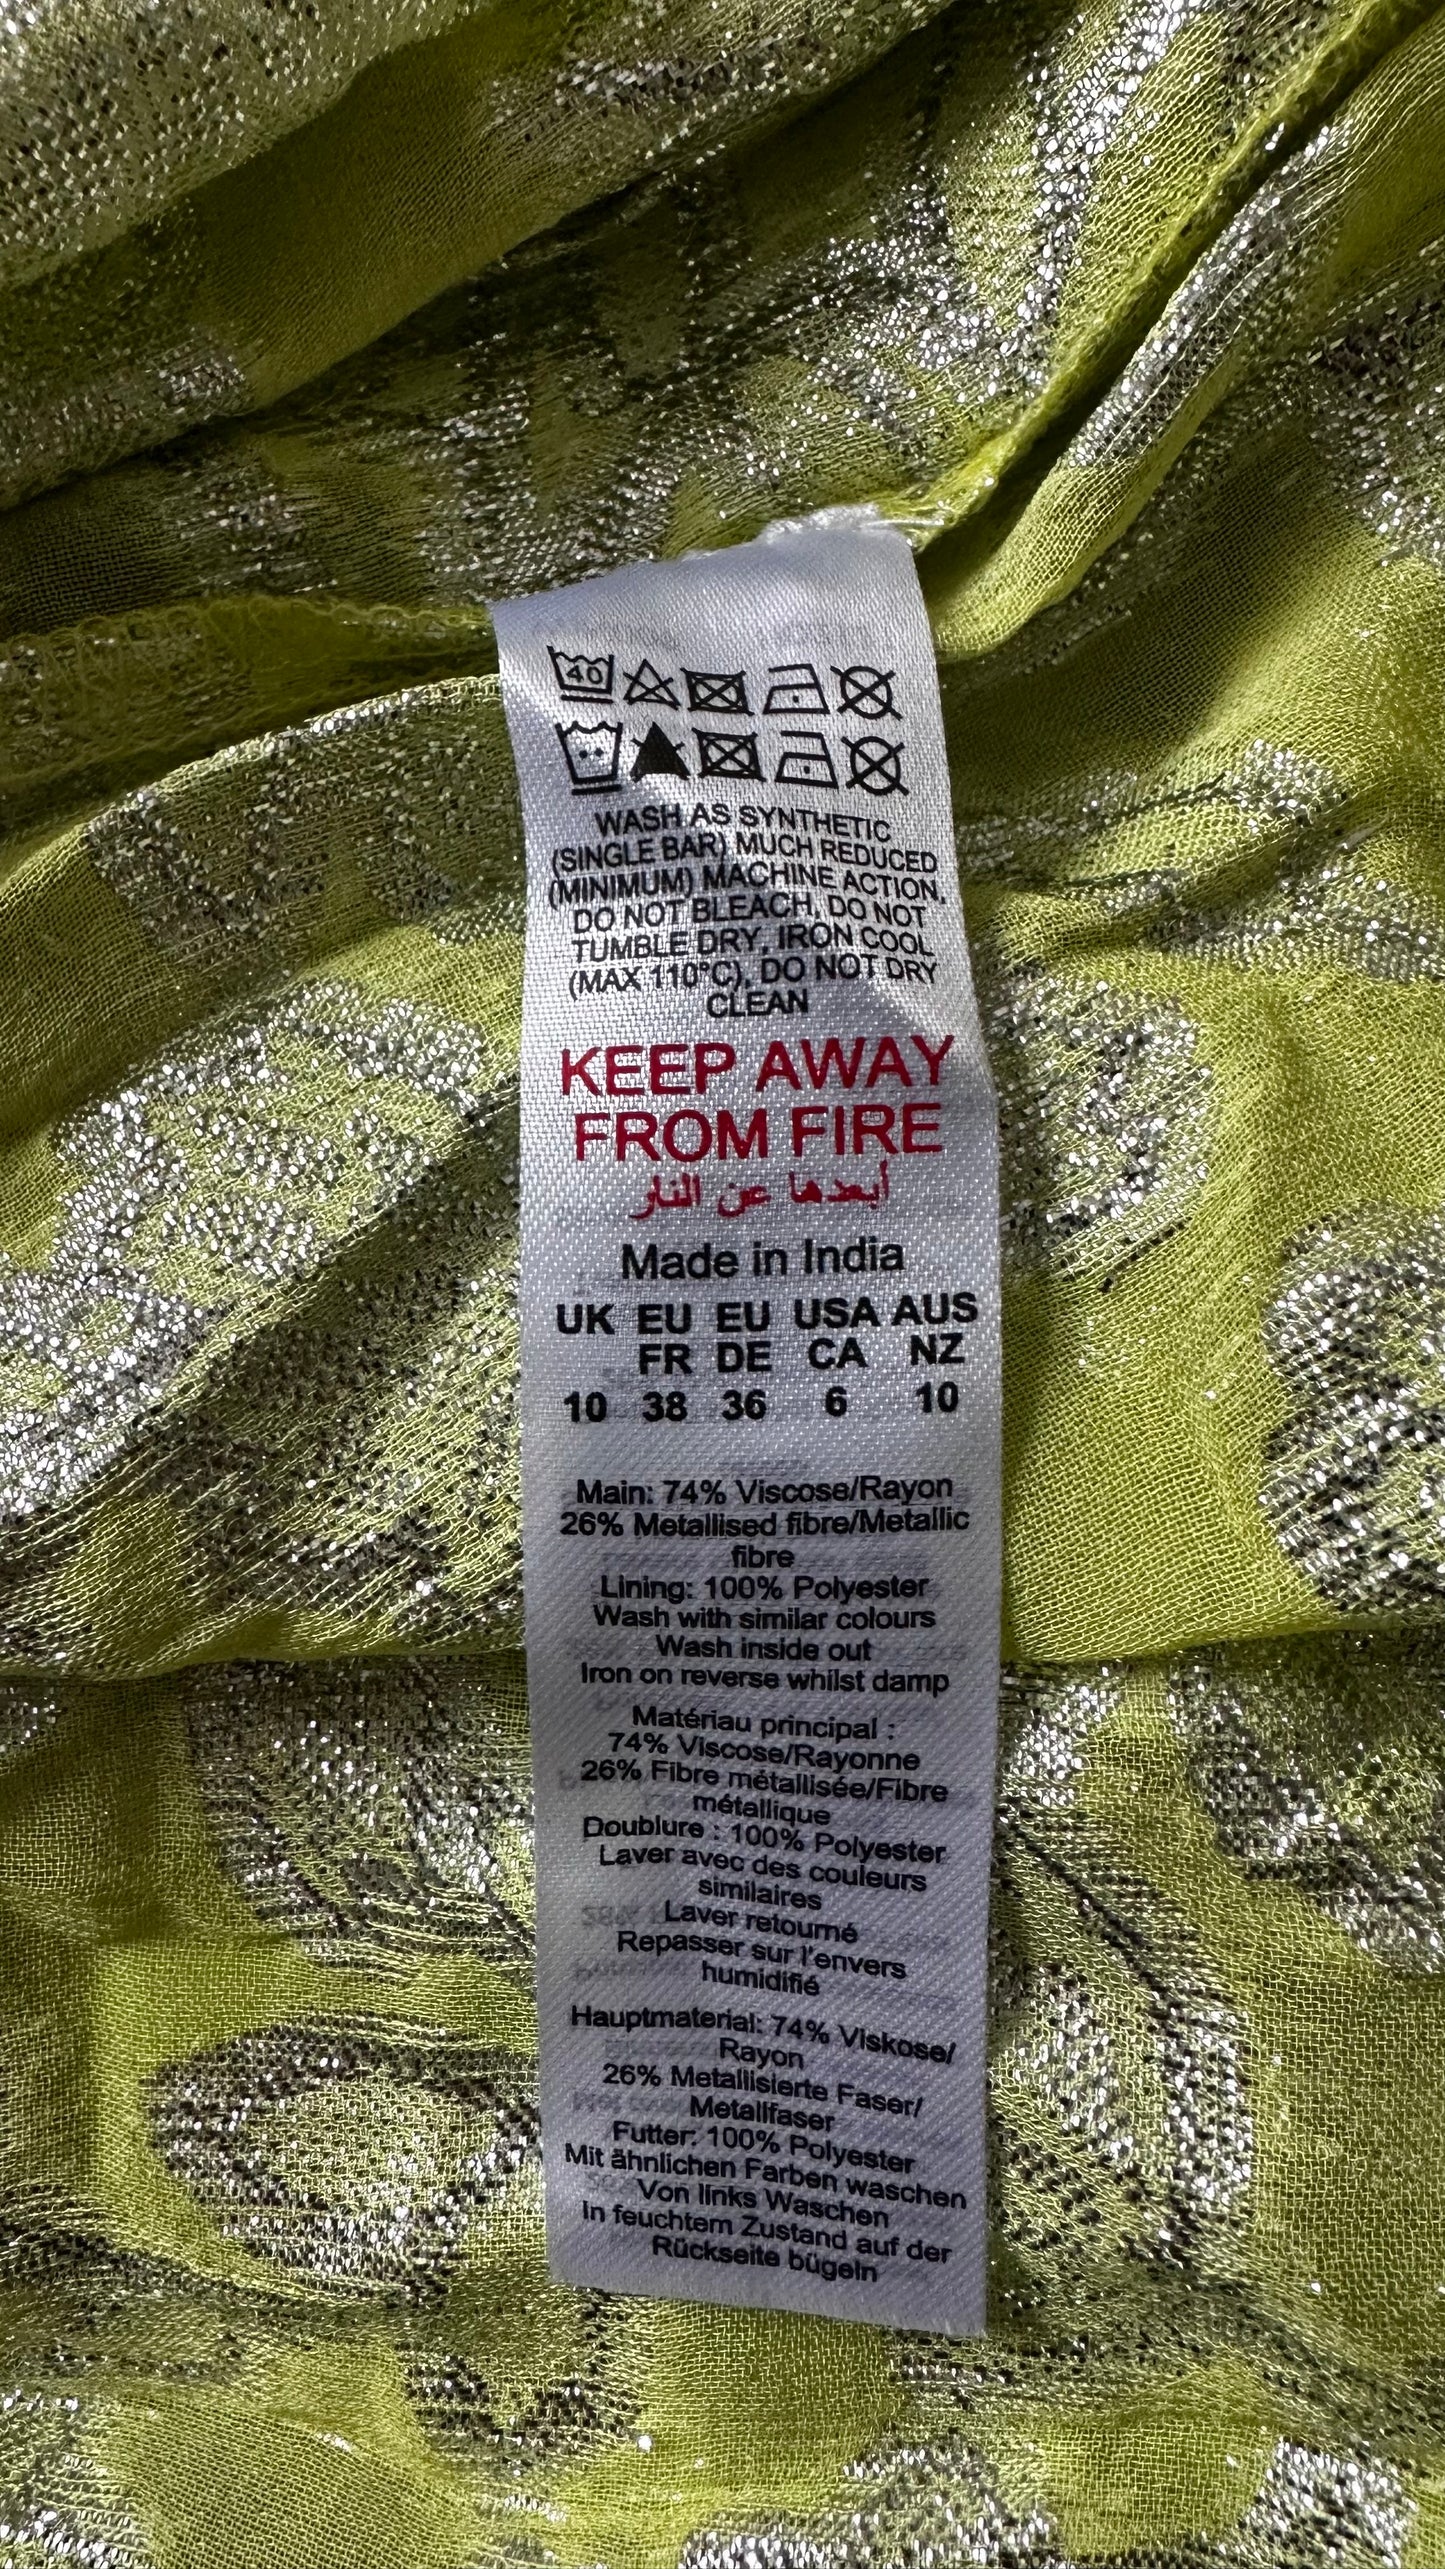 40
WASH AS SYNTHETIC
(SINGLE BAR) MUCH REDUCED
(MINIMUM) MACHINE ACTION,
DO NOT BLEACH, DO NOT
TUMBLE DRY, IRON COOL
(MAX 110°C), DO NOT DRY
CLEAN
KEEP AWAY
FROM FIRE
أبعدها عن النار
Made in India
UK EU EU USA AUS
FR DE CA NZ
10 38 36 6 10
Main: 74% Viscose/Rayon
26% Metallised fibre/Metallic
fibre
Lining: 100% Polyester
Wash with similar colours
Wash inside out
Iron on reverse whilst damp
Matériau principal :
74% Viscose/Rayonne
26% Fibre métallisée/Fibre
métallique
Doublure : 100% Polyester
Laver avec des couleurs
similaires
Laver retourné
Repasser sur l'envers
humidifié
Hauptmaterial: 74% Viskose/
Rayon
26% Metallisierte Faser/
Metallfaser
Futter: 100% Polyester
Mit ähnlichen Farben waschen
Von links Waschen
In feuchtem Zustand auf der
Rückseite bügeln